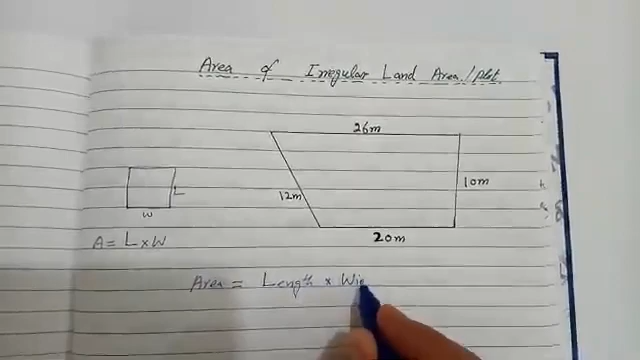 Area of Irregular Land Area/Plot
26m
12m
10m
L
W
20m
A = L x W
Area = Length x Wi